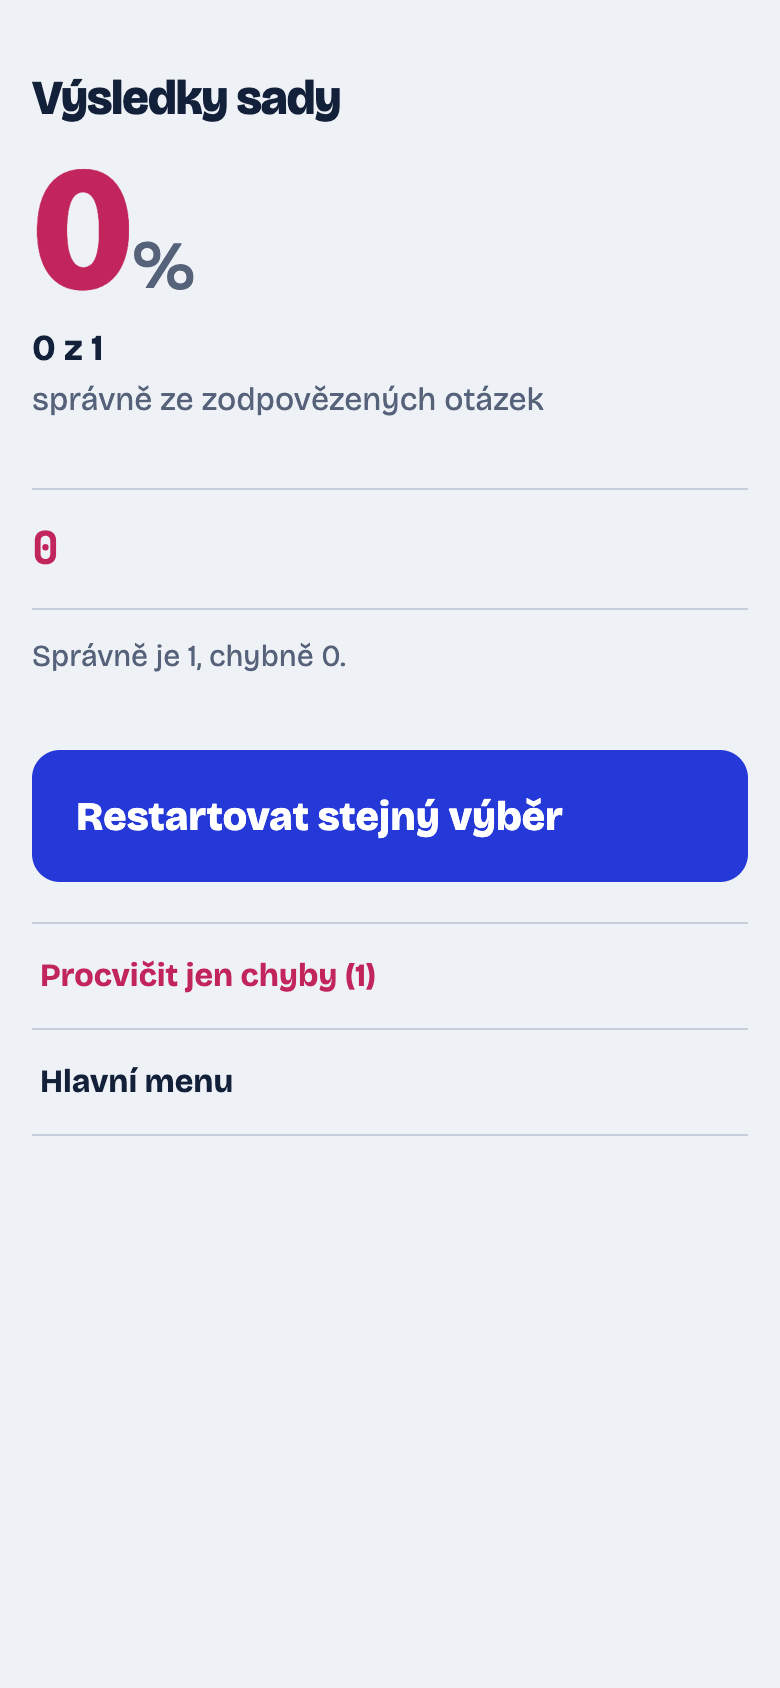 Výsledky sady
0%
0 z 1
správně ze zodpovězených otázek
0
Správně je 1, chybně 0.
Restartovat stejný výběr
Procvičit jen chyby (1)
Hlavní menu